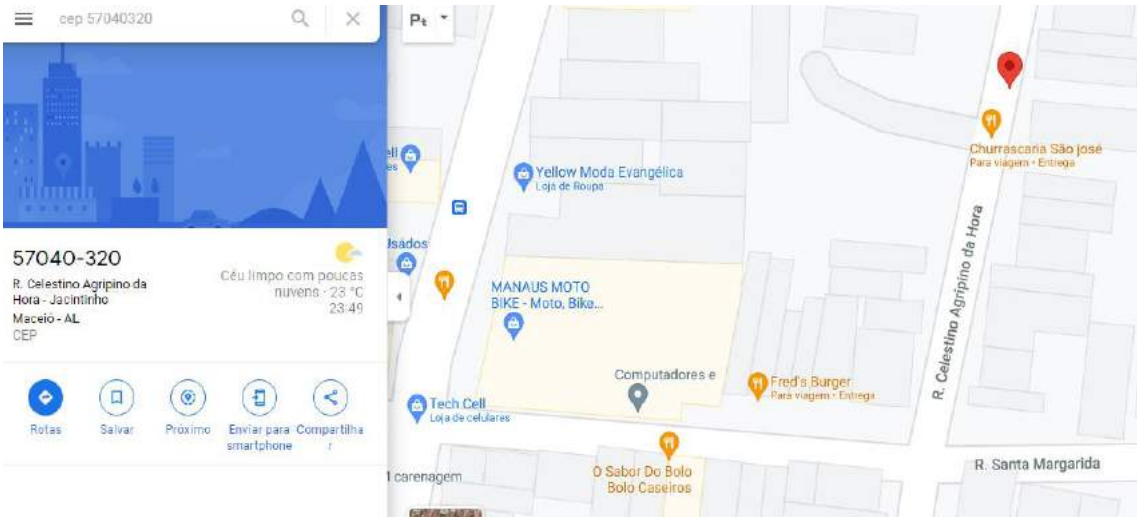 cep 57040320
57040-320
R. Celestino Agripino da
Hora - Jacintinho
Maceió - AL
CEP
Céu limpo com poucas
nuvens · 23 °C
23:49
Rotas
Salvar
Próximo
Enviar para
smartphone
Compartilha
r
ell
es
Yellow Moda Evangélica
Loja de Roupa
Usados
MANAUS MOTO
BIKE - Moto, Bike...
Computadores e
Tech Cell
Loja de celulares
Fred's Burger
Para viagem · Entrega
Churrascaria São josé
Para viagem · Entrega
R. Celestino Agripino da Hora
R. Santa Margarida
O Sabor Do Bolo
Bolo Caseiros
carenagem